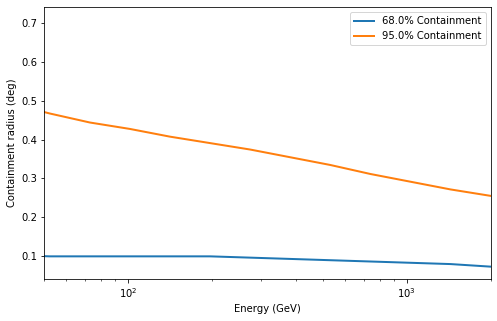 68.0% Containment
95.0% Containment
0.7
0.6
0.5
0.4
0.3
0.2
0.1
Containment radius (deg)
10² 10³
Energy (GeV)